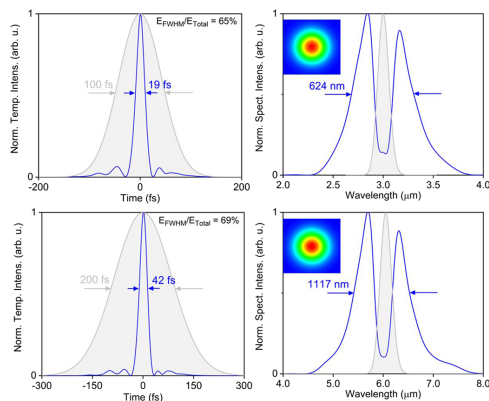 Norm. Temp. Intens. (arb. u.)
1
0
E_FWHM/E_Total = 65%
100 fs
19 fs
-200
-100
0
100
200
Time (fs)
Norm. Spect. Intens. (arb. u.)
1
0
624 nm
2.0
2.5
3.0
3.5
4.0
Wavelength (μm)
Norm. Temp. Intens. (arb. u.)
1
0
E_FWHM/E_Total = 69%
200 fs
42 fs
-300
-150
0
150
300
Time (fs)
Norm. Spect. Intens. (arb. u.)
1
0
1117 nm
4.0
5.0
6.0
7.0
8.0
Wavelength (μm)